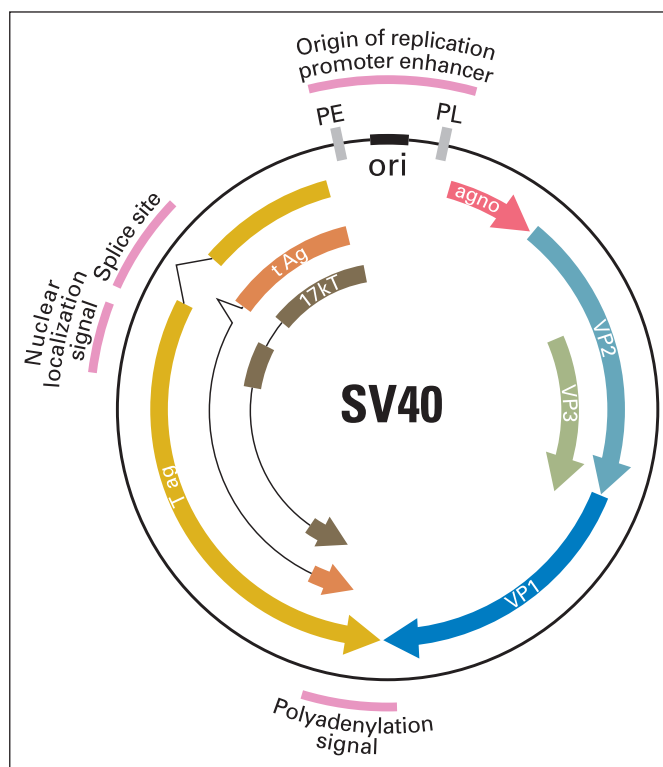 Origin of replication
promoter enhancer
PE
PL
ori
agno
Splice site
Nuclear
localization
signal
t Ag
17kT
VP2
VP3
SV40
T ag
VP1
Polyadenylation
signal